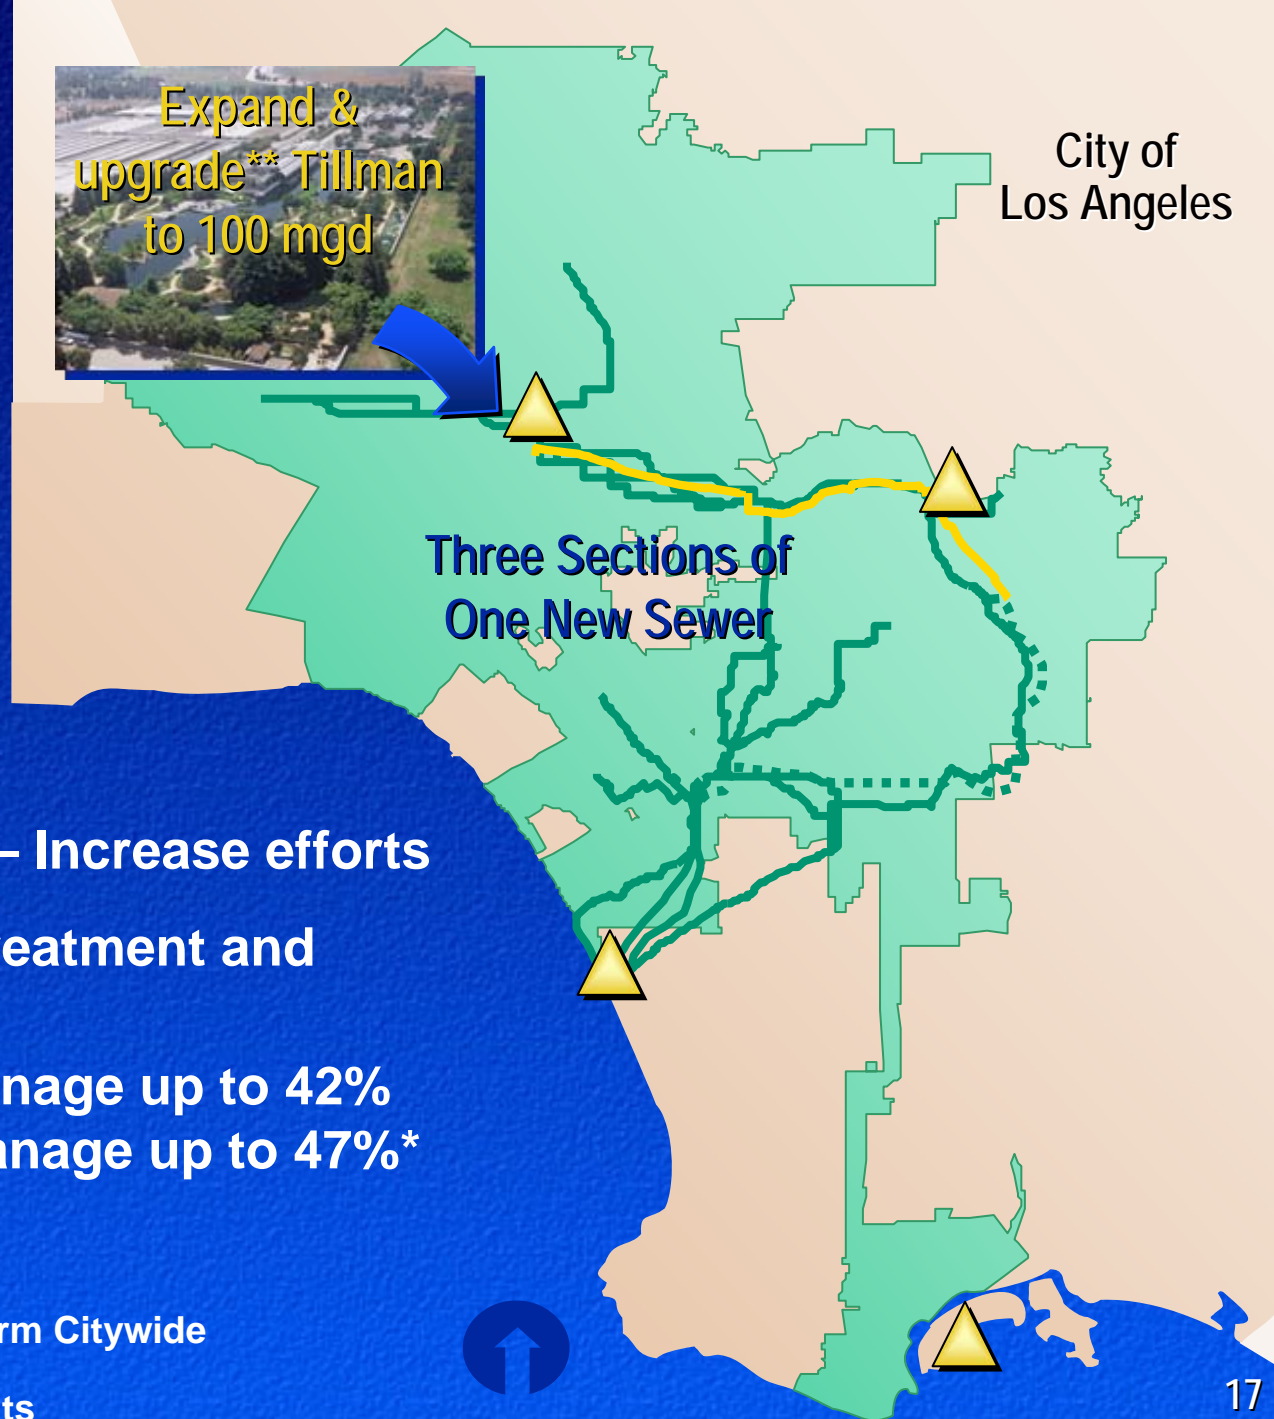 Expand &
upgrade** Tillman
to 100 mgd
City of
Los Angeles
Three Sections of
One New Sewer
– Increase efforts
eatment and
nage up to 42%
anage up to 47%*
rm Citywide
ts
17